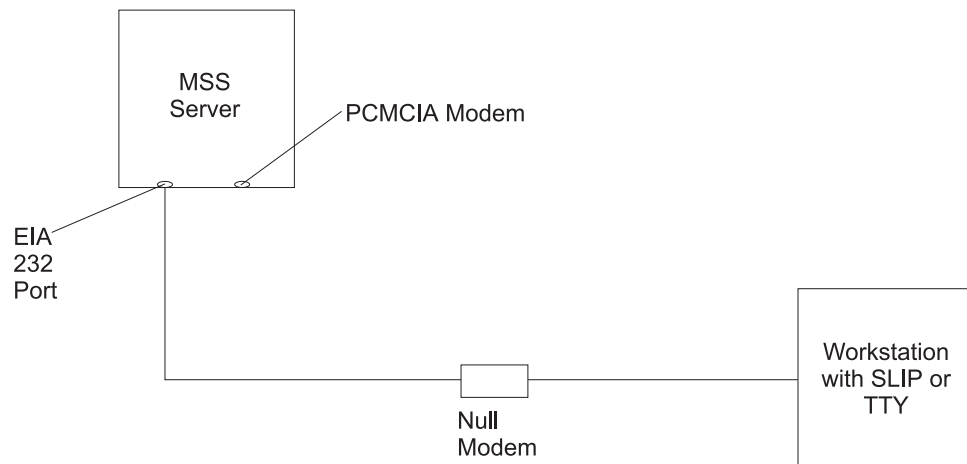 MSS
Server
PCMCIA Modem
EIA
232
Port
Workstation
with SLIP or
TTY
Null
Modem